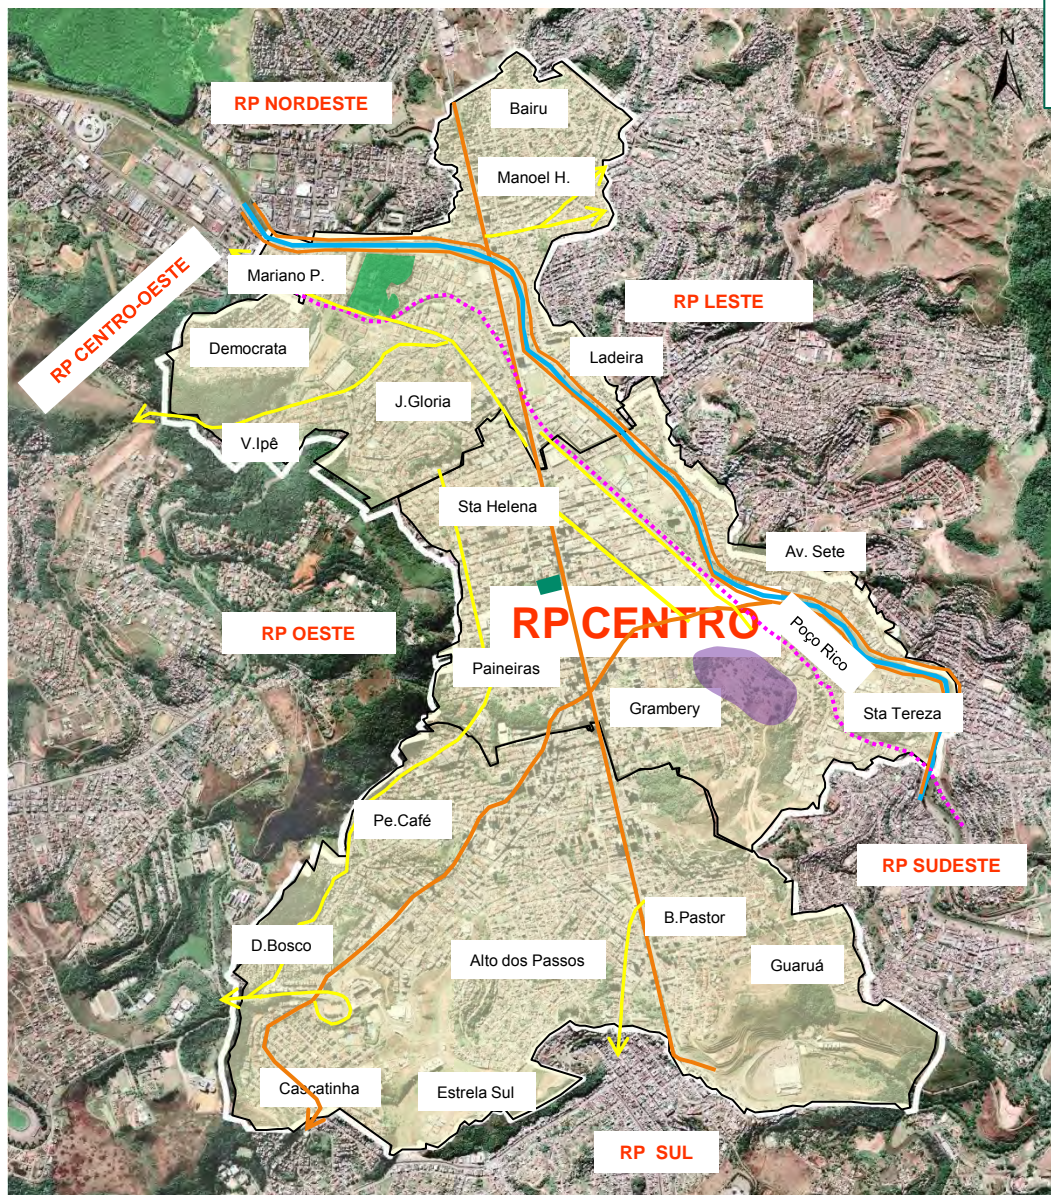 N
RP NORDESTE
Bairu
Manoel H.
Mariano P.
RP CENTRO-OESTE
RP LESTE
Democrata
Ladeira
J.Gloria
V.Ipê
Sta Helena
Av. Sete
RP CENTRO
RP OESTE
Poço Rico
Paineiras
Grambery
Sta Tereza
Pe.Café
RP SUDESTE
B.Pastor
D.Bosco
Alto dos Passos
Guaruá
Cascatinha
Estrela Sul
RP SUL